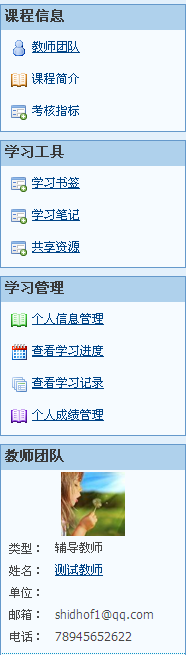 课程信息
教师团队
课程简介
考核指标
学习工具
学习书签
学习笔记
共享资源
学习管理
个人信息管理
查看学习进度
查看学习记录
个人成绩管理
教师团队
类型： 辅导教师
姓名： 测试教师
单位：
邮箱： shidhof1@qq.com
电话： 78945652622